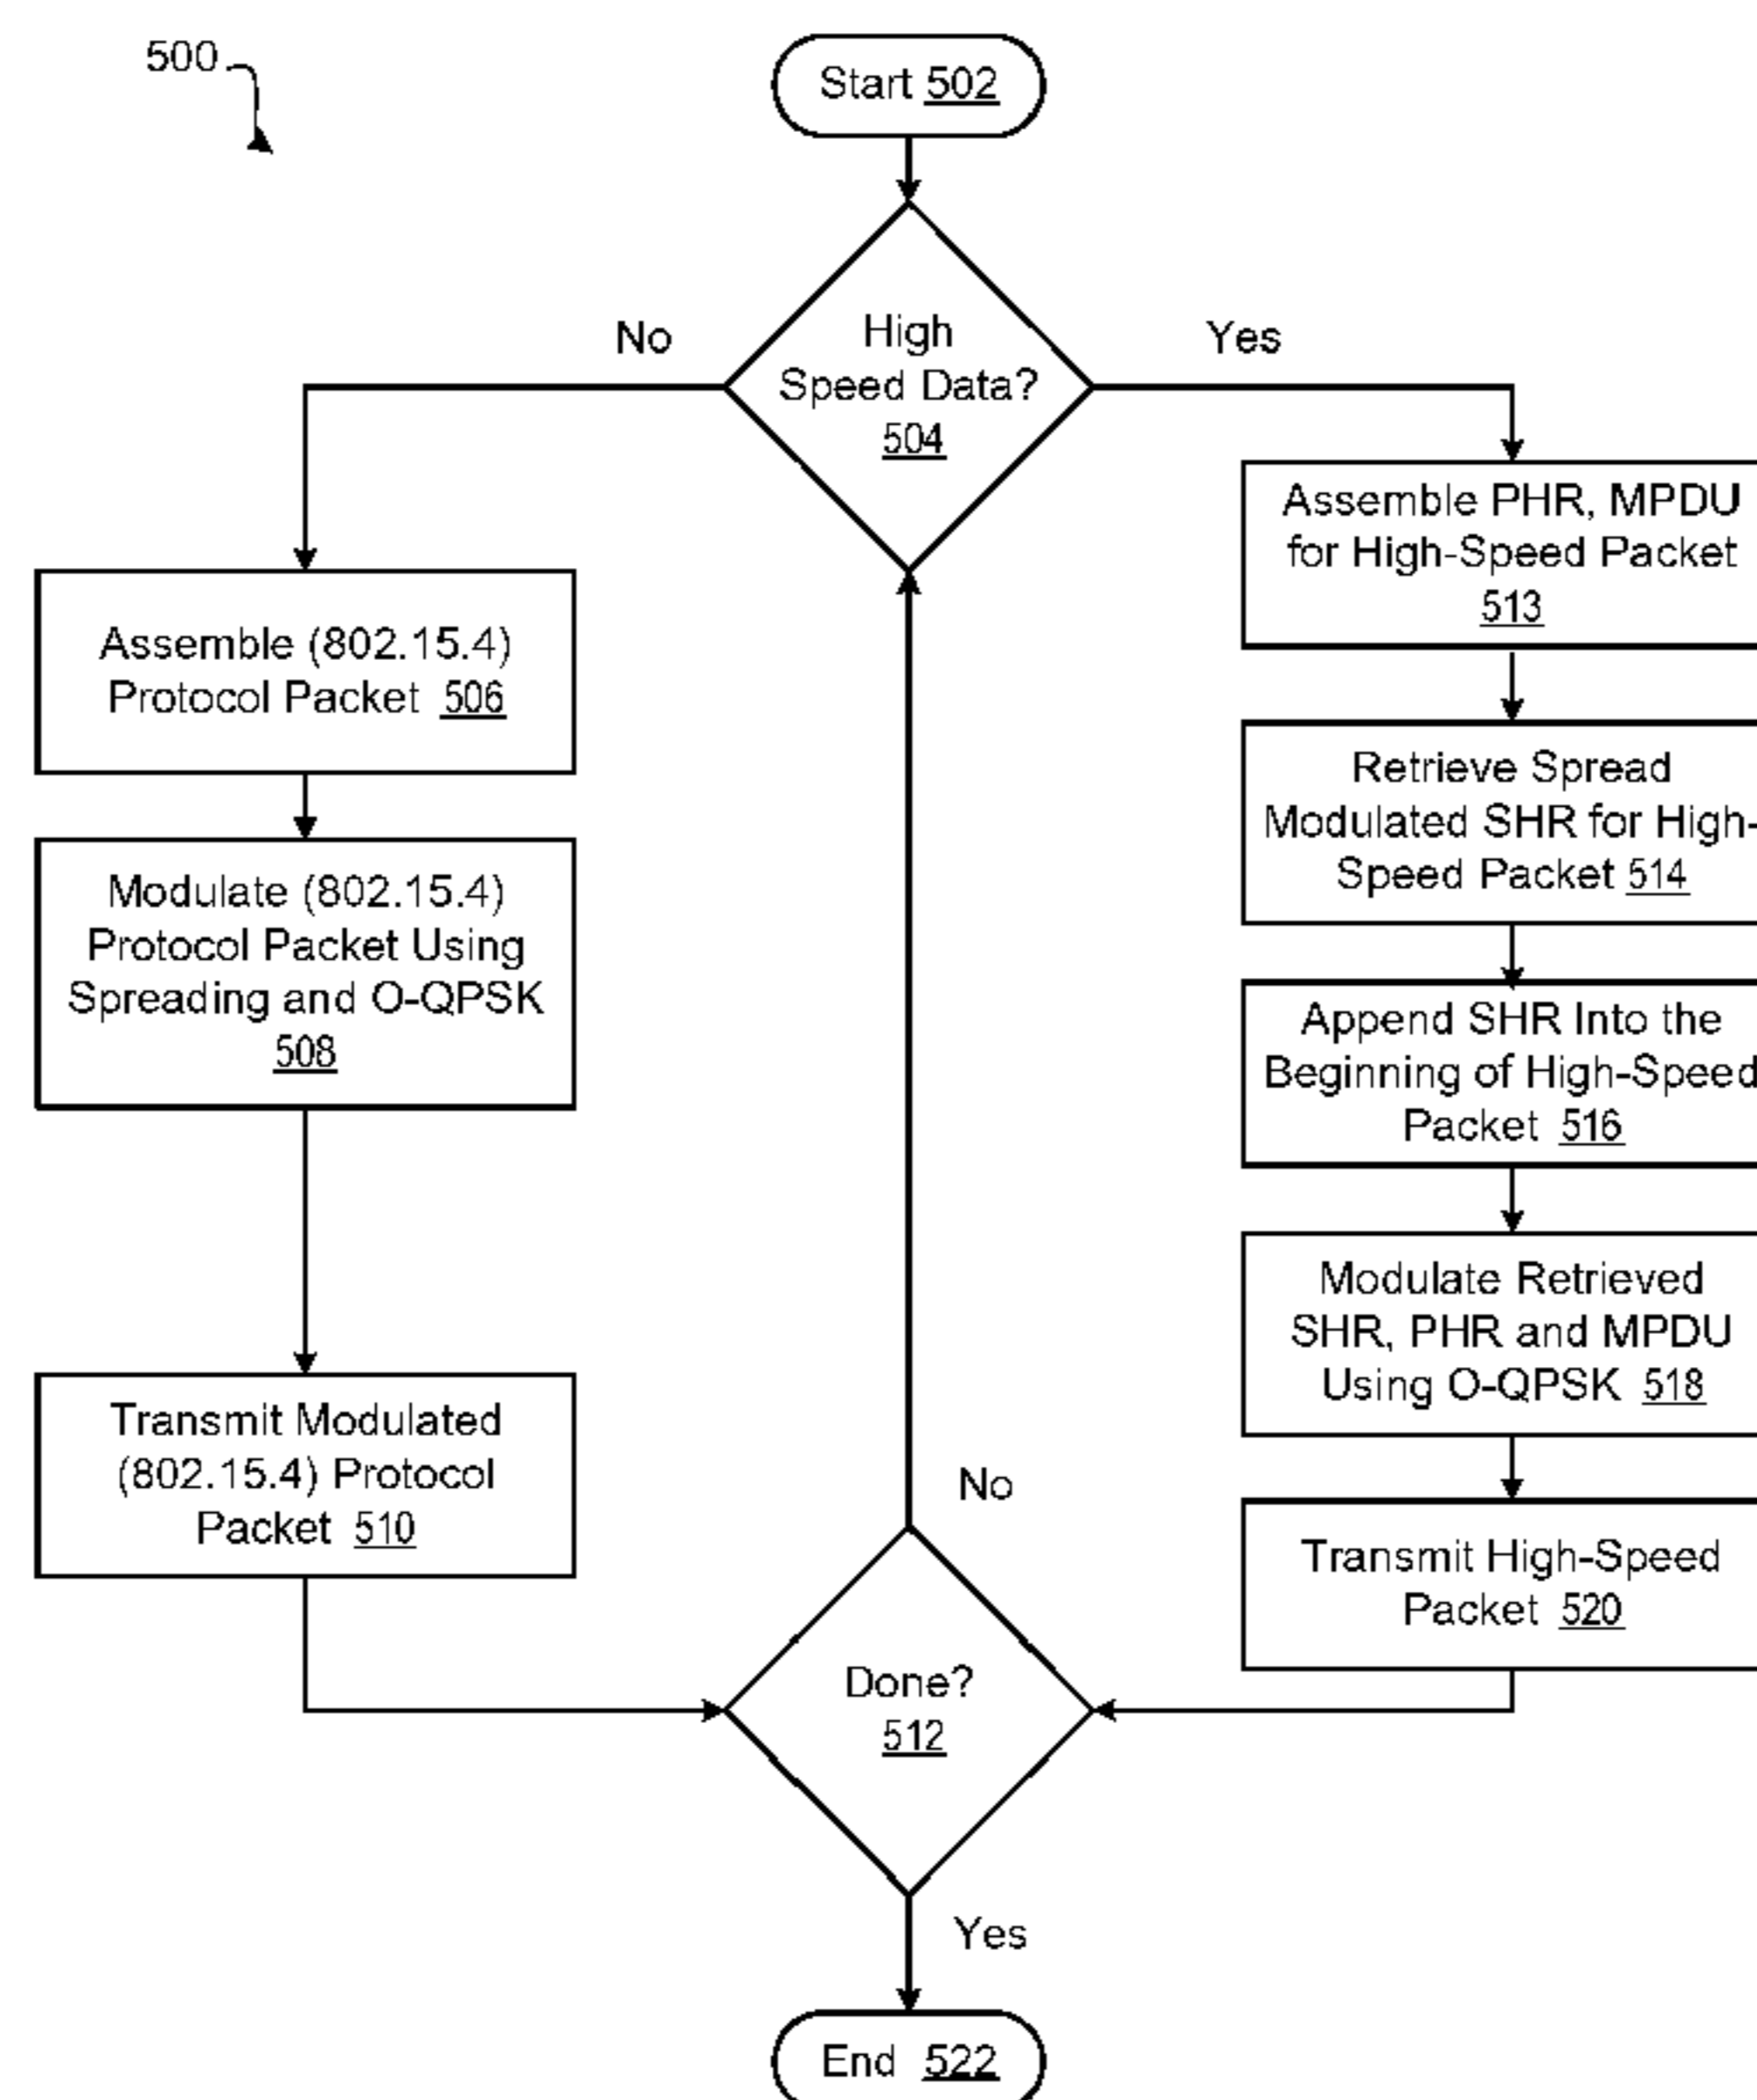 500
Start 502
High
Speed Data?
504
No
Yes
Assemble (802.15.4)
Protocol Packet 506
Modulate (802.15.4)
Protocol Packet Using
Spreading and O-QPSK
508
Transmit Modulated
(802.15.4) Protocol
Packet 510
Assemble PHR, MPDU
for High-Speed Packet
513
Retrieve Spread
Modulated SHR for High-
Speed Packet 514
Append SHR Into the
Beginning of High-Speed
Packet 516
Modulate Retrieved
SHR, PHR and MPDU
Using O-QPSK 518
Transmit High-Speed
Packet 520
No
Done?
512
Yes
End 522